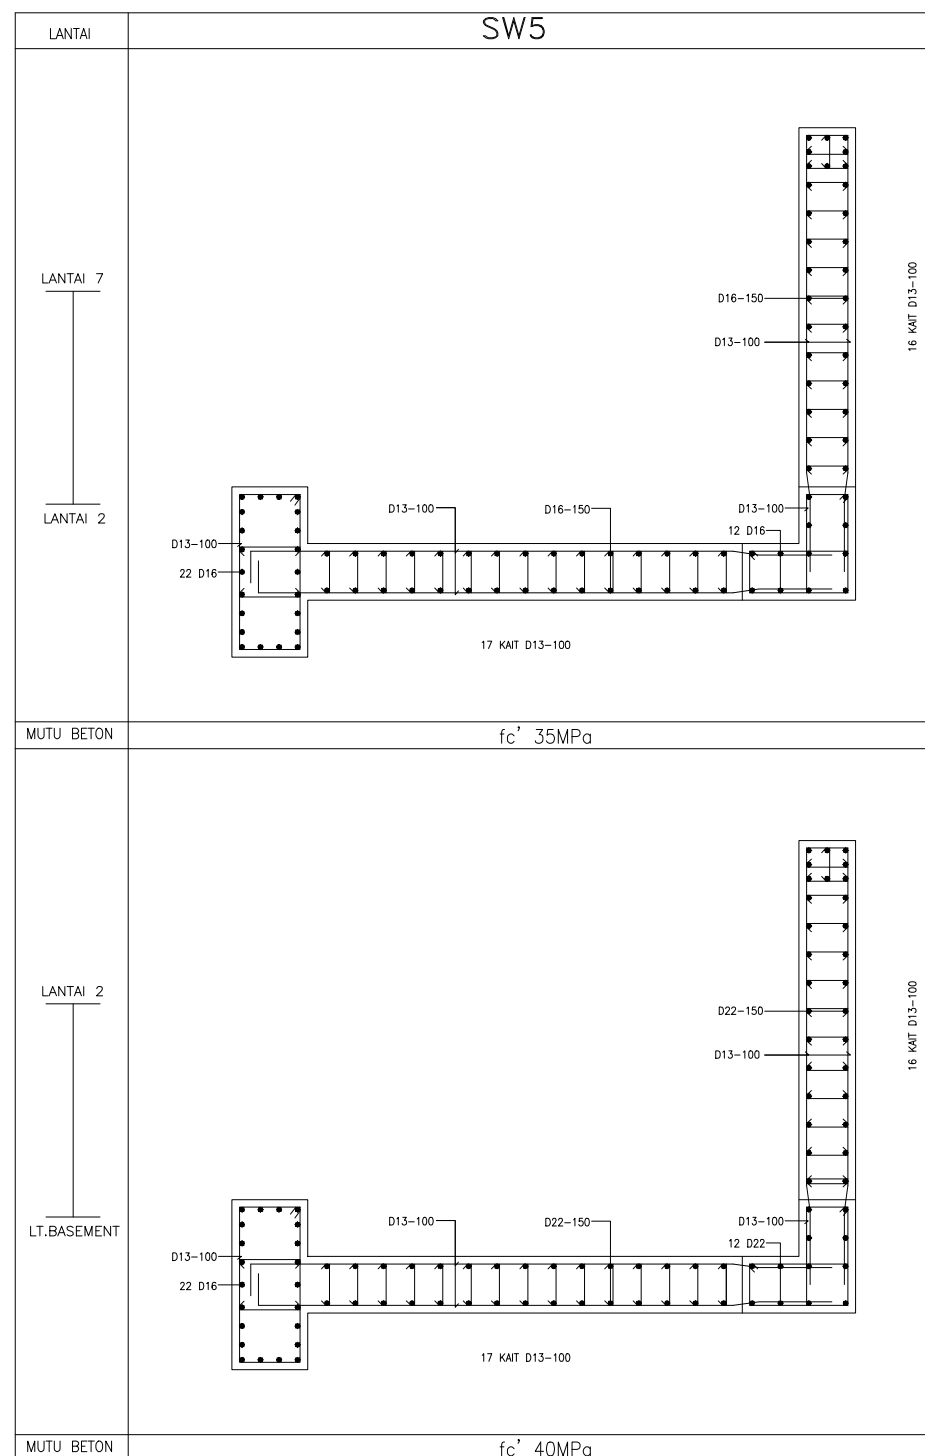 LANTAI
SW5
LANTAI 7
D16-150
16 KAIT D13-100
D13-100
D13-100
D16-150
D13-100
LANTAI 2
12 D16
D13-100
22 D16
17 KAIT D13-100
MUTU BETON
fc' 35MPa
LANTAI 2
D22-150
16 KAIT D13-100
D13-100
D13-100
D22-150
D13-100
LT.BASEMENT
12 D22
D13-100
22 D16
17 KAIT D13-100
MUTU BETON
fc' 40MPa